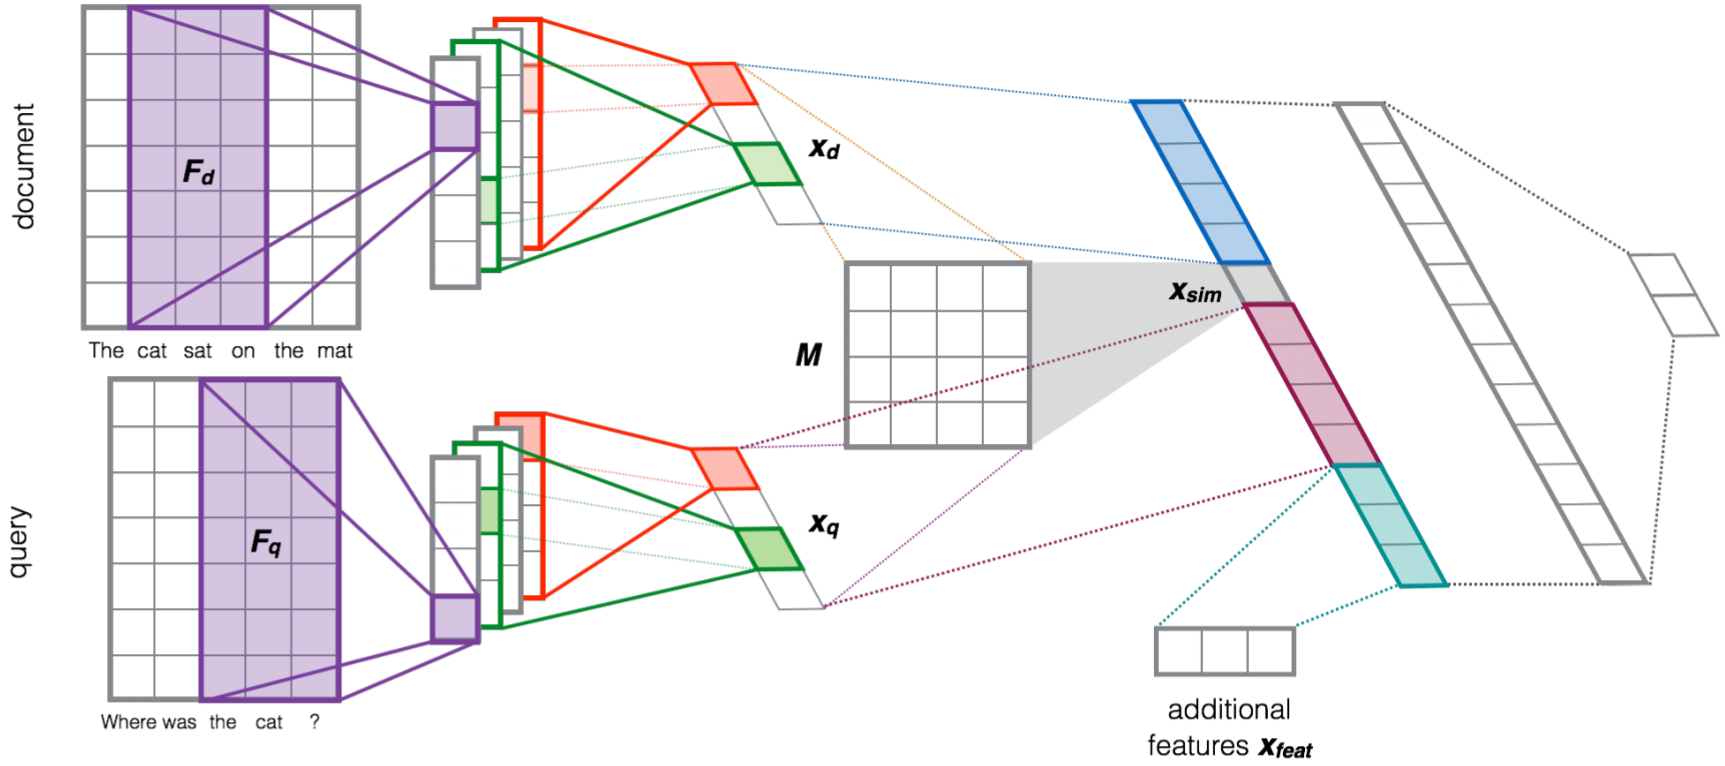 document
F_d
The cat sat on the mat
x_d
M
x_sim
query
F_q
Where was the cat ?
x_q
additional
features x_feat